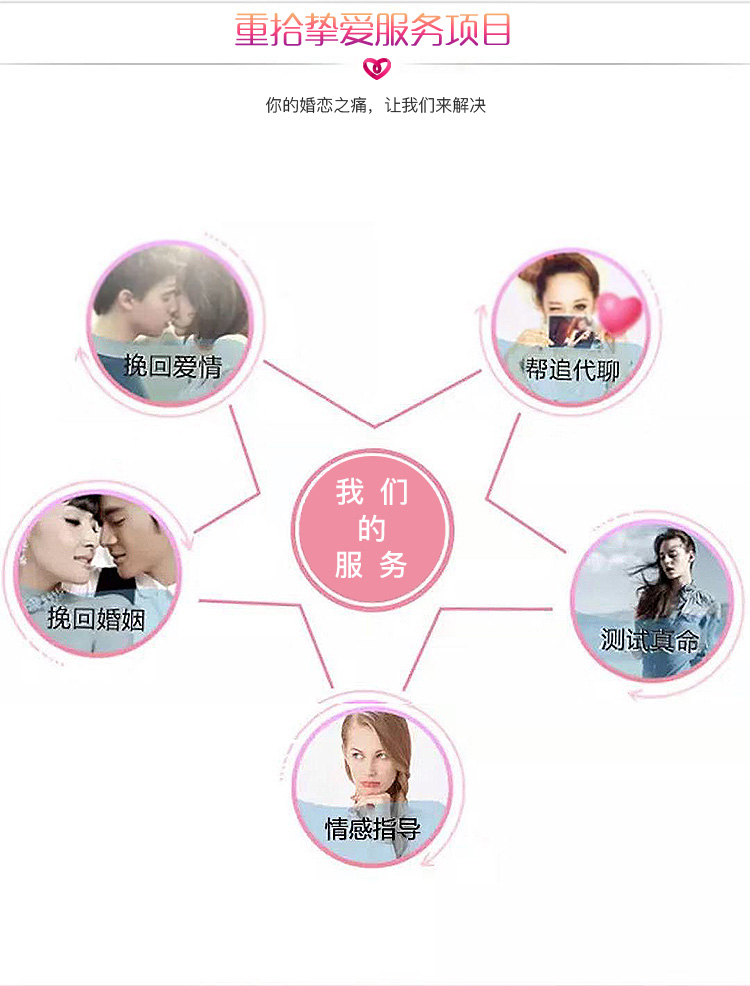 重拾挚爱服务项目
你的婚恋之痛，让我们来解决
挽回爱情
帮追代聊
我们
的
服务
挽回婚姻
测试真命
情感指导